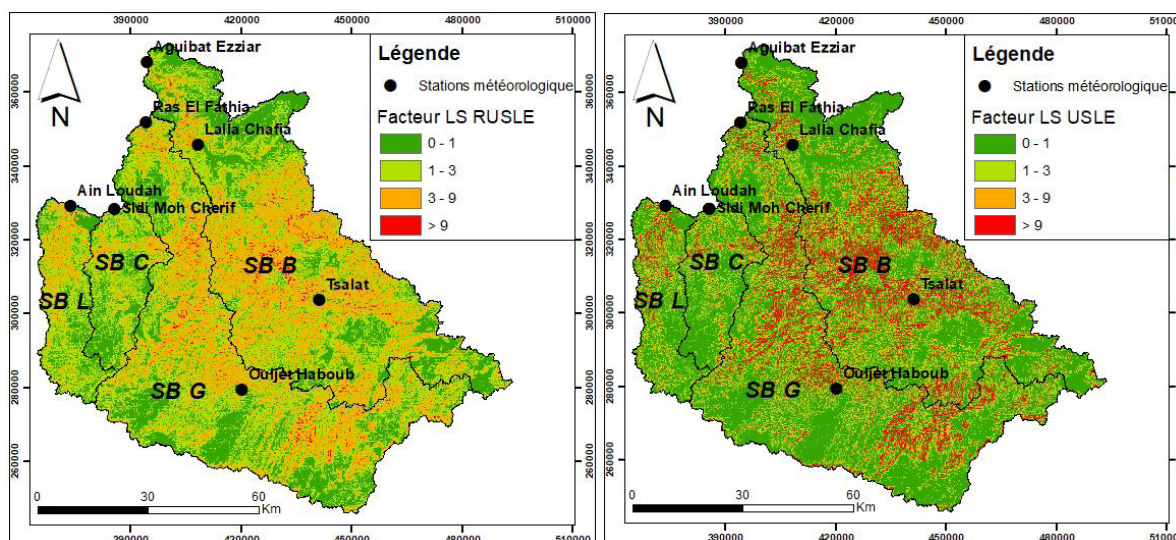 390000 420000 450000 480000 510000
Légende
Stations météorologique
Facteur LS RUSLE
0 - 1
1 - 3
3 - 9
> 9
N
Aguibat Ezziar
Ras El Fathia
Lalla Chafia
Ain Loudah
Sidi Moh Cherif
SB C
SB B
SB L
Tsalat
SB G
Ouljet Haboub
360000
340000
320000
300000
280000
260000
0 30 60
Km
390000 420000 450000 480000 510000
390000 420000 450000 480000
Légende
Stations météorologique
Facteur LS USLE
0 - 1
1 - 3
3 - 9
> 9
N
Aguibat Ezziar
Ras El Fathia
Lalla Chafia
Ain Loudah
Sidi Moh Cherif
SB C
SB B
SB L
Tsalat
SB G
Ouljet Haboub
360000
340000
320000
300000
280000
260000
0 30 60
Km
390000 420000 450000 480000